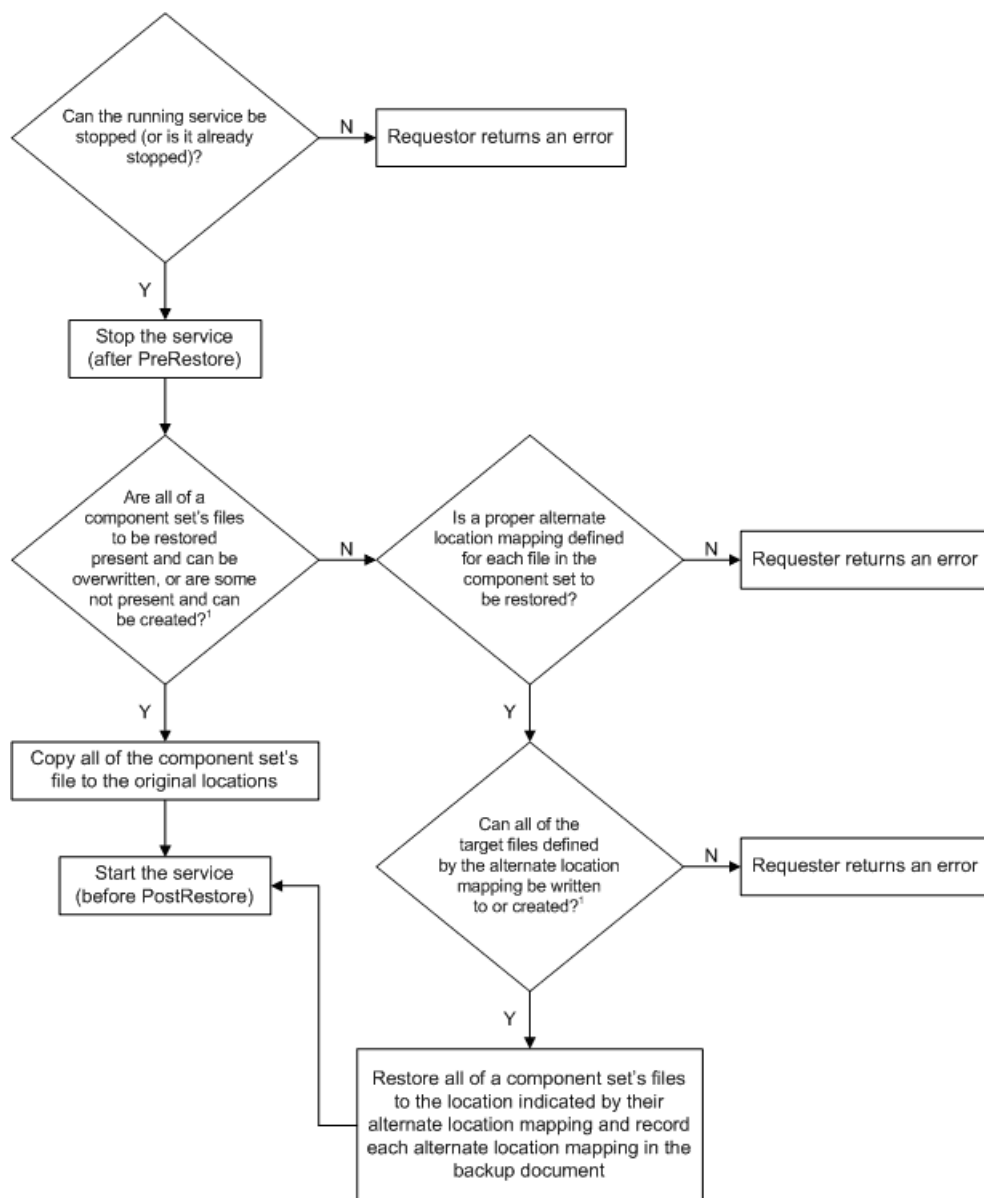 Can the running service be
stopped (or is it already
stopped)?
N
Requestor returns an error
Y
Stop the service
(after PreRestore)
Are all of a
component set's files
to be restored
present and can be
overwritten, or are some
not present and can
be created?¹
N
Is a proper alternate
location mapping defined
for each file in the
component set to
be restored?
N
Requester returns an error
Y
Y
Copy all of the component set's
file to the original locations
Can all of the
target files defined
by the alternate location
mapping be written
to or created?¹
N
Requester returns an error
Start the service
(before PostRestore)
Y
Restore all of a component set's files
to the location indicated by their
alternate location mapping and record
each alternate location mapping in the
backup document